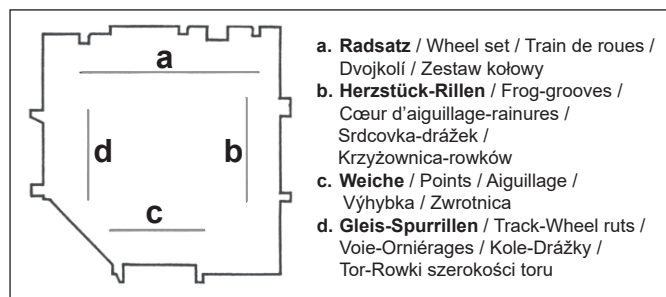 a
d
b
c
a. Radsatz / Wheel set / Train de roues /
Dvojkolí / Zestaw kołowy
b. Herzstück-Rillen / Frog-grooves /
Cœur d’aiguillage-rainures /
Srdcovka-drážek /
Krzyżownica-rowków
c. Weiche / Points / Aiguillage /
Výhybka / Zwrotnica
d. Gleis-Spurrillen / Track-Wheel ruts /
Voie-Orniérages / Kole-Drážky /
Tor-Rowki szerokości toru